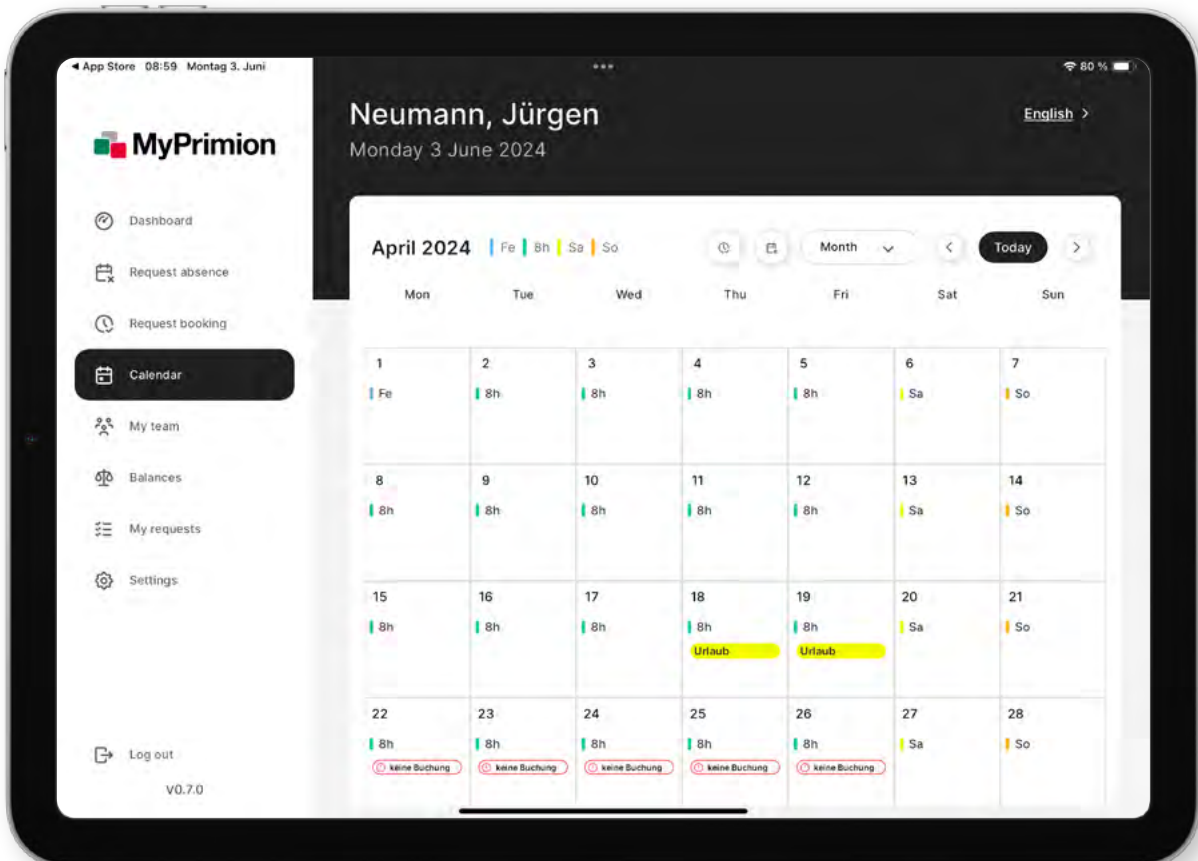 App Store 08:59 Montag 3. Juni
80 %
Neumann, Jürgen
English >
Monday 3 June 2024
MyPrimion
Dashboard
Request absence
Request booking
Calendar
My team
Balances
My requests
Settings
Log out
V0.7.0
April 2024 Fe 8h Sa So Month < Today >
Mon Tue Wed Thu Fri Sat Sun
1 2 3 4 5 6 7
Fe 8h 8h 8h 8h Sa So
8 9 10 11 12 13 14
8h 8h 8h 8h 8h Sa So
15 16 17 18 19 20 21
8h 8h 8h 8h 8h Sa So
Urlaub Urlaub
22 23 24 25 26 27 28
8h 8h 8h 8h 8h Sa So
keine Buchung keine Buchung keine Buchung keine Buchung keine Buchung